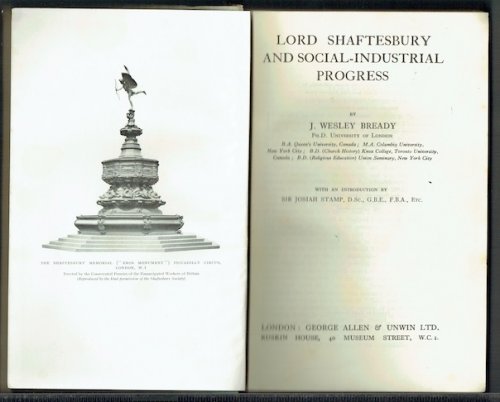 THE SHAFTESBURY MEMORIAL ("EROS MONUMENT") PICCADILLY CIRCUS,
LONDON, W.1
Erected by the Consecrated Pennies of the Emancipated Workers of Britain
(Reproduced by the kind permission of the Shaftesbury Society)
LORD SHAFTESBURY
AND SOCIAL-INDUSTRIAL
PROGRESS
BY
J. WESLEY BREADY
PH.D. UNIVERSITY OF LONDON
B.A. Queen's University, Canada; M.A. Columbia University,
New York City; B.D. (Church History) Knox College, Toronto University,
Canada; B.D. (Religious Education) Union Seminary, New York City
WITH AN INTRODUCTION BY
SIR JOSIAH STAMP, D.Sc., G.B.E., F.B.A., Etc.
LONDON: GEORGE ALLEN & UNWIN LTD.
RUSKIN HOUSE, 40 MUSEUM STREET, W.C.1.